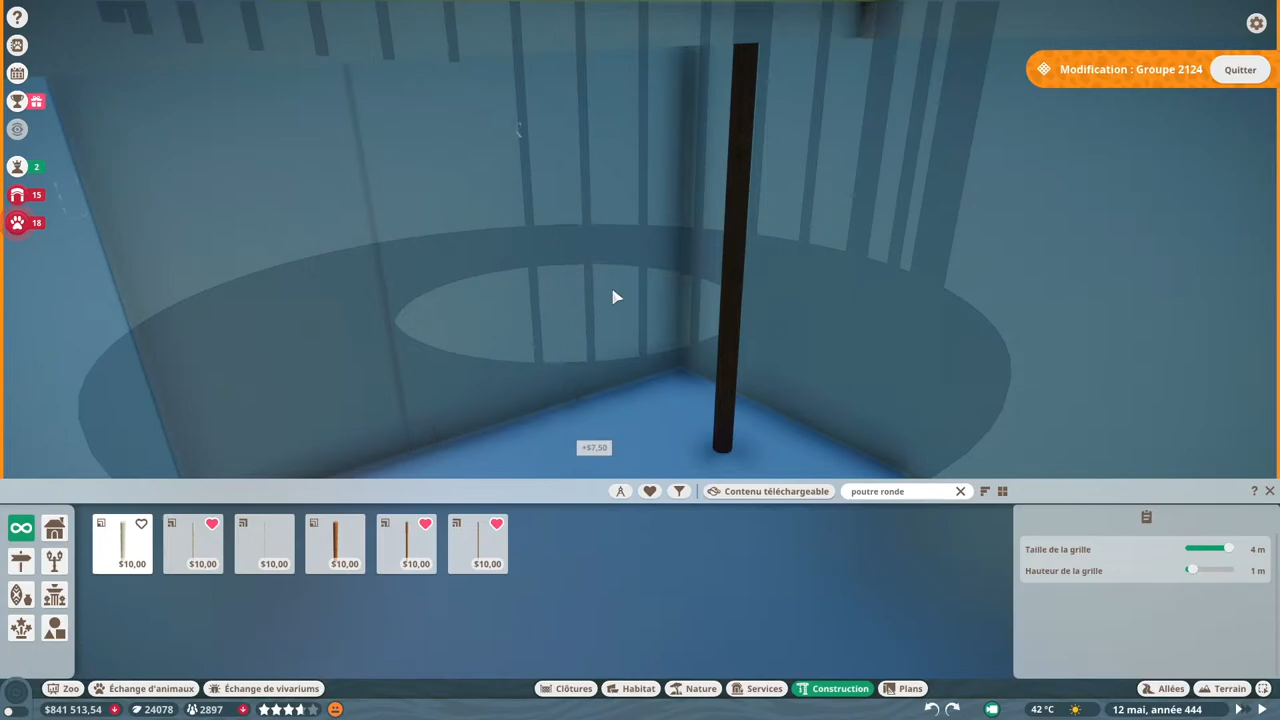 ?
Modification : Groupe 2124
Quitter
2
15
18
+$7,50
Contenu téléchargeable
poutre ronde
?
$10,00
$10,00
$10,00
$10,00
$10,00
$10,00
Taille de la grille
4 m
Hauteur de la grille
1 m
Zoo
Échange d'animaux
Échange de vivariums
Clôtures
Habitat
Nature
Services
Construction
Plans
Allées
Terrain
$841 513,54
24078
2897
42 °C
12 mai, année 444